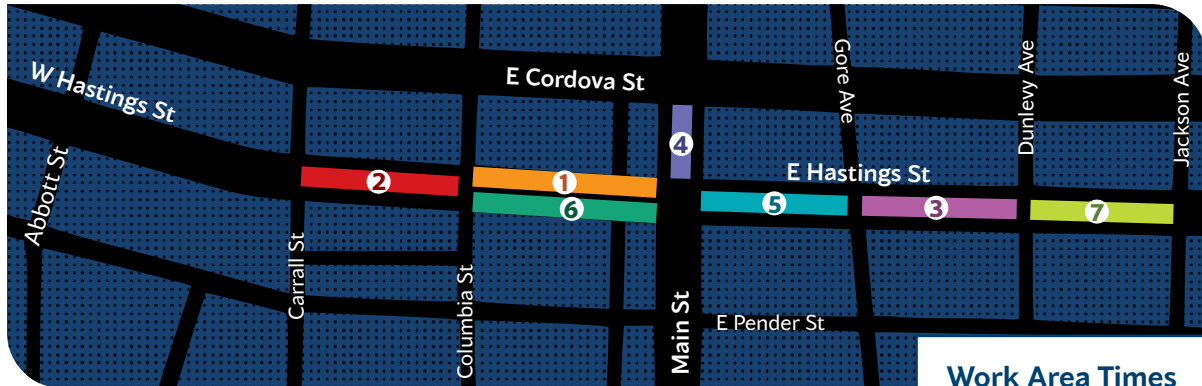 W Hastings St
E Cordova St
Gore Ave
Dunlevy Ave
Jackson Ave
Abbott St
4
E Hastings St
2
1
6
5
3
7
Carrall St
Columbia St
Main St
E Pender St
Work Area Times